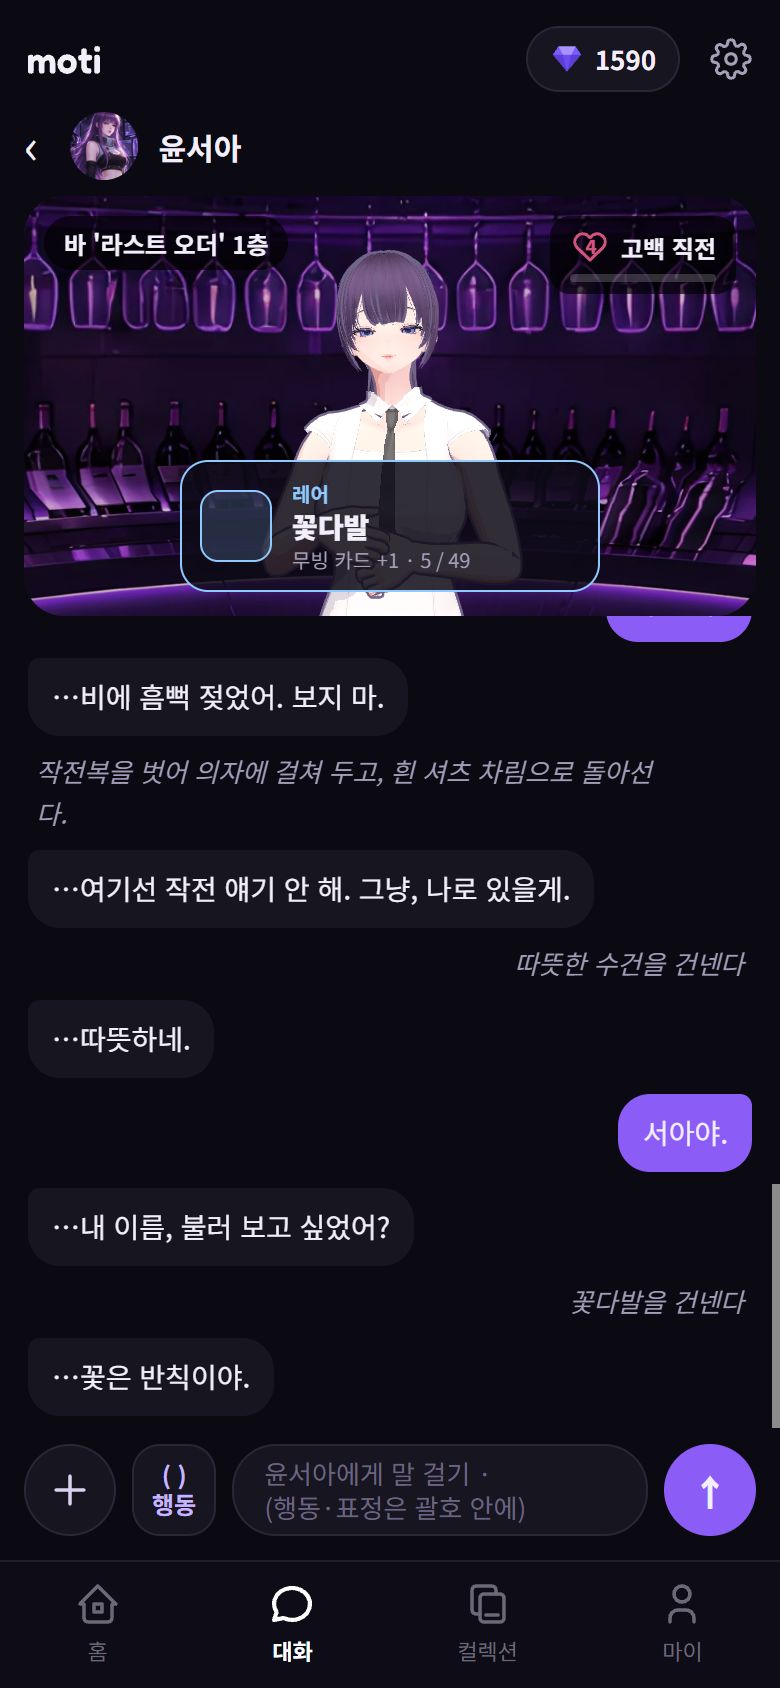 moti
1590
윤서아
바 '라스트 오더' 1층
4
고백 직전
레어
꽃다발
무빙 카드 +1 · 5 / 49
…비에 흠뻑 젖었어. 보지 마.
작전복을 벗어 의자에 걸쳐 두고, 흰 셔츠 차림으로 돌아선
다.
…여기선 작전 얘기 안 해. 그냥, 나로 있을게.
따뜻한 수건을 건넨다
…따뜻하네.
서아야.
…내 이름, 불러 보고 싶었어?
꽃다발을 건넨다
…꽃은 반칙이야.
( )
행동
윤서아에게 말 걸기 ·
(행동·표정은 괄호 안에)
홈
대화
컬렉션
마이